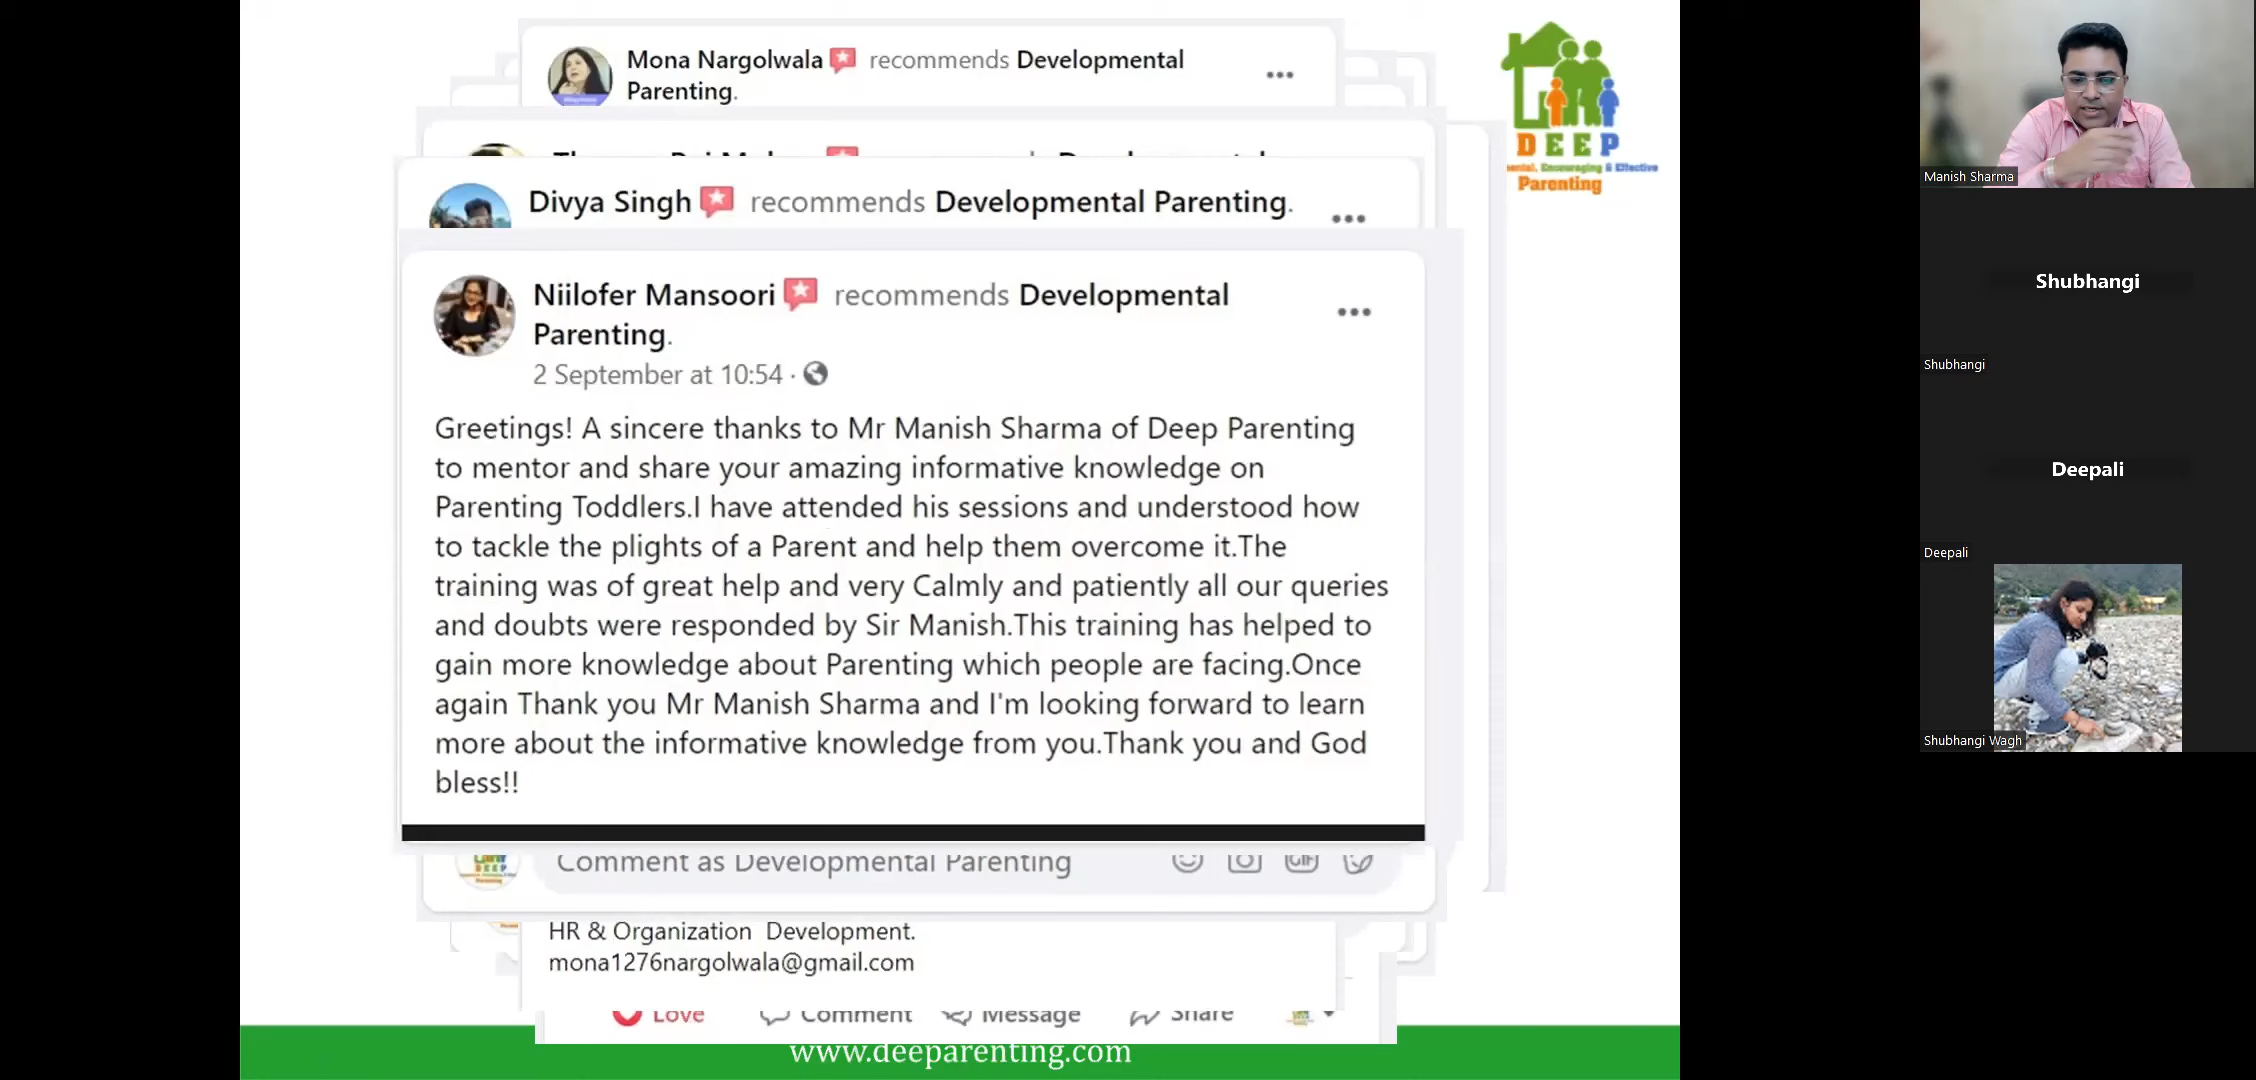 Mona Nargolwala recommends Developmental
Parenting.
Divya Singh recommends Developmental Parenting.
Niilofer Mansoori recommends Developmental
Parenting.
2 September at 10:54 ·
Greetings! A sincere thanks to Mr Manish Sharma of Deep Parenting
to mentor and share your amazing informative knowledge on
Parenting Toddlers.I have attended his sessions and understood how
to tackle the plights of a Parent and help them overcome it.The
training was of great help and very Calmly and patiently all our queries
and doubts were responded by Sir Manish.This training has helped to
gain more knowledge about Parenting which people are facing.Once
again Thank you Mr Manish Sharma and I'm looking forward to learn
more about the informative knowledge from you.Thank you and God
bless!!
DEEP
Comment as Developmental Parenting
GIF
HR & Organization Development.
mona1276nargolwala@gmail.com
Love Comment Message Share
www.deeparenting.com
DEEP
Encouraging & Effective
Parenting
Manish Sharma
Shubhangi
Shubhangi
Deepali
Deepali
Shubhangi Wagh